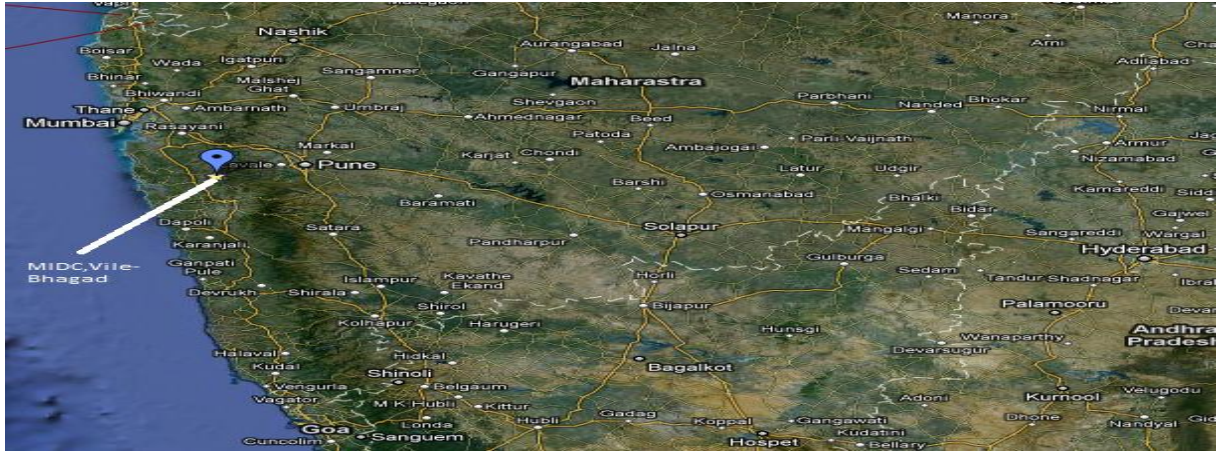 Vapi
Manora
Nashik
Aurangabad
Jalna
Arni
Boisar
Wada
Igatpuri
Adilabad
Bhinar
Malshej
Ghat
Sangamner
Gangapur
Maharastra
Bhiwandi
Shevgaon
Parbhani
Nanded
Bhokar
Thane
Ambarnath
Umbraj
Ahmednagar
Beed
Nirmal
Mumbai
Rasayani
Patoda
Parli Vaijnath
Armur
Markal
Karjat
Chondi
Ambajogai
Nizamabad
Pune
Latur
Udgir
Barshi
Osmanabad
Kamareddi
Baramati
Bhalki
Bidar
Gajwel
Dapoli
Satara
Solapur
Mangalgi
Sangareddi
Wargal
Karanjali
Pandharpur
Hyderabad
MIDC,Vile-
Bhagad
Ganpati
Pule
Islampur
Kavathe
Ekand
Horli
Gulburga
Sedam
Tandur
Shadnagar
Devrukh
Shirala
Shirol
Bijapur
Palamooru
Kolhapur
Harugeri
Hunsgi
Wanaparthy
Andhra
Pradesh
Halaval
Hidkal
Devarsugur
Kudal
Shinoli
Bagalkot
Vengurla
Belgaum
Adoni
Kurnool
Velugodu
Vagator
M K Hubli
Kittur
Goa
Londa
Hubli
Gadag
Koppal
Gangawati
Dhone
Nandyal
Cuncolim
Sanguem
Hospet
Kudatini
Bellary